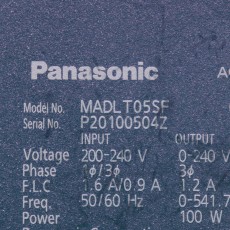 Panasonic
Model No. MADLT05SF
Serial No. P20100504Z
INPUT OUTPUT
Voltage 200-240 V 0-240 V
Phase 1ϕ/3ϕ 3ϕ
F.L.C 1.6 A/0.9 A 1.2 A
Freq. 50/60 Hz 0-541.7
Power 100 W